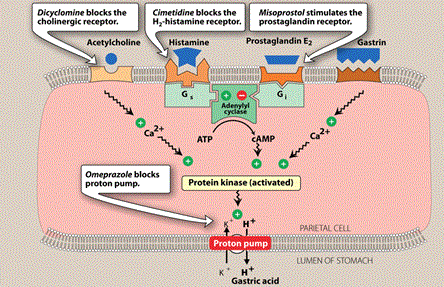 Dicyclomine blocks the
cholinergic receptor.
Cimetidine blocks the
H2-histamine receptor.
Misoprostol stimulates the
prostaglandin receptor.
Acetylcholine
Histamine
Prostaglandin E2
Gastrin
G s
+
−
G i
Adenylyl
cyclase
Ca2+
ATP
cAMP
Ca2+
+
+
+
+
+
Protein kinase (activated)
Omeprazole blocks
proton pump.
+
K+
H+
PARIETAL CELL
Proton pump
LUMEN OF STOMACH
K+
H+
Gastric acid